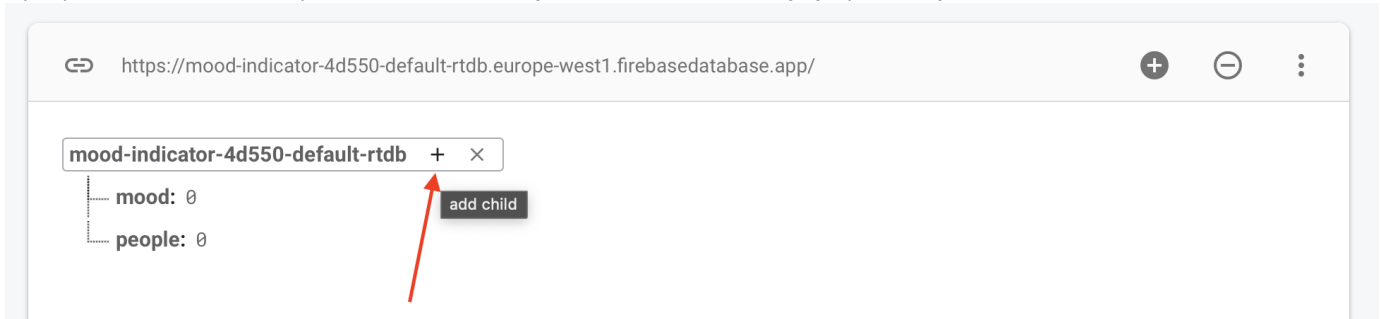 https://mood-indicator-4d550-default-rtdb.europe-west1.firebasedatabase.app/
mood-indicator-4d550-default-rtdb + ×
mood: 0
add child
people: 0